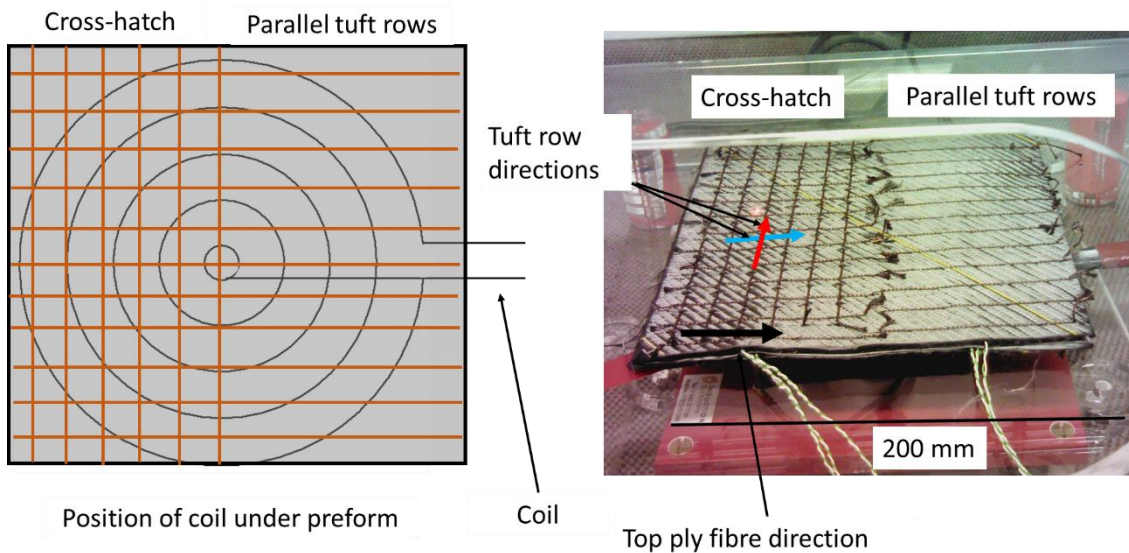 Cross-hatch
Parallel tuft rows
Tuft row
directions
Cross-hatch
Parallel tuft rows
200 mm
Position of coil under preform
Coil
Top ply fibre direction